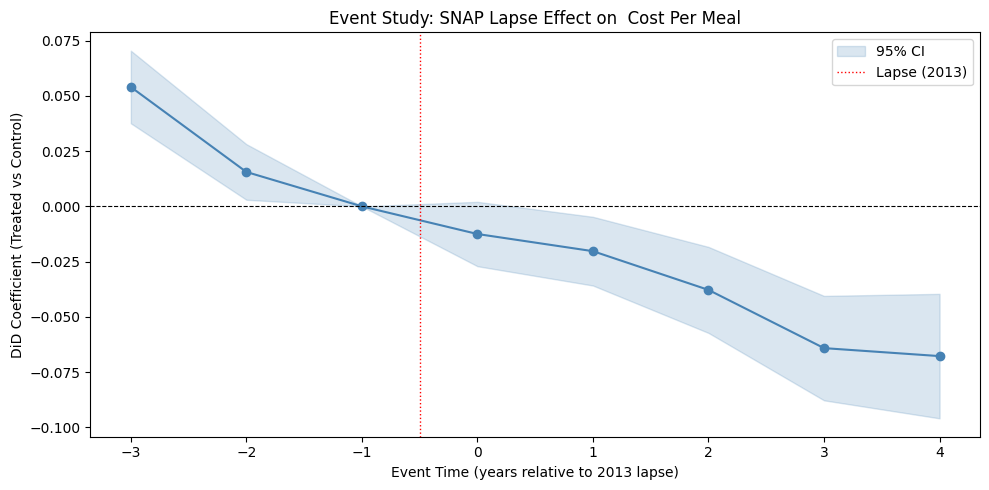 Event Study: SNAP Lapse Effect on  Cost Per Meal
95% CI
Lapse (2013)
DiD Coefficient (Treated vs Control)
0.075
0.050
0.025
0.000
−0.025
−0.050
−0.075
−0.100
−3 −2 −1 0 1 2 3 4
Event Time (years relative to 2013 lapse)